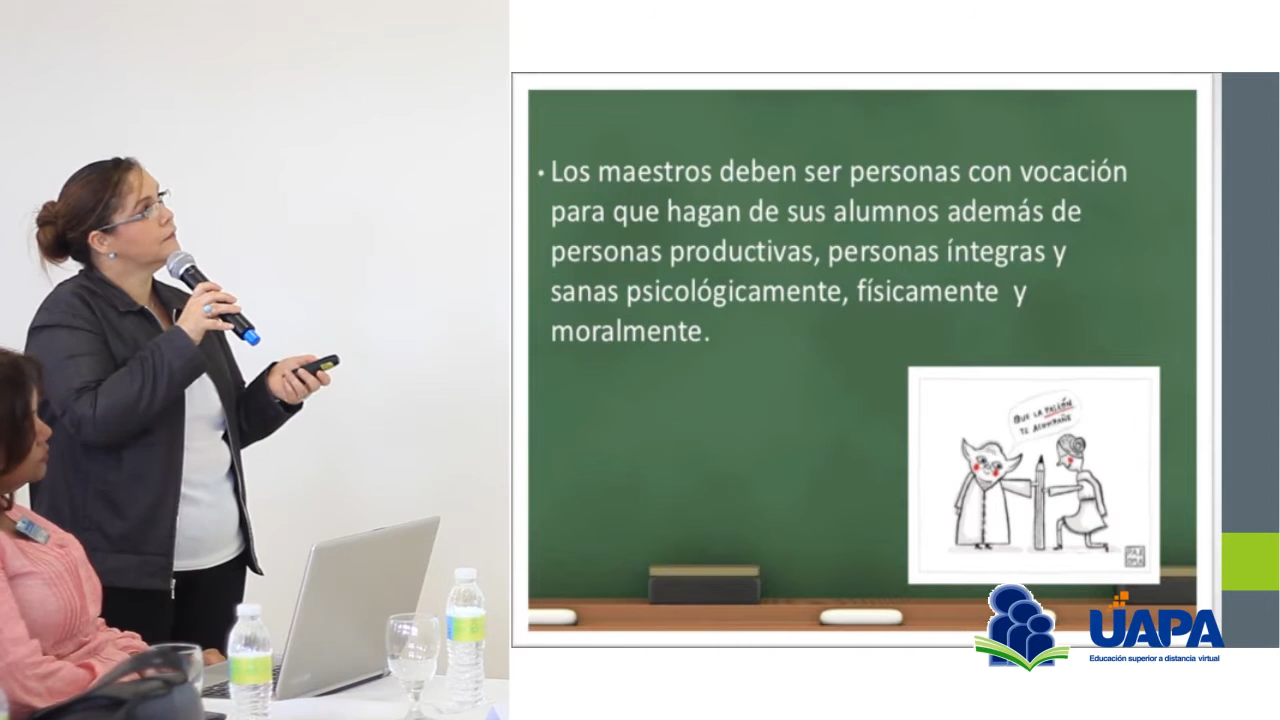 • Los maestros deben ser personas con vocación
para que hagan de sus alumnos además de
personas productivas, personas íntegras y
sanas psicológicamente, físicamente y
moralmente.
QUE LA PASIÓN
TE ACOMPAÑE
UAPA
Educación superior a distancia virtual